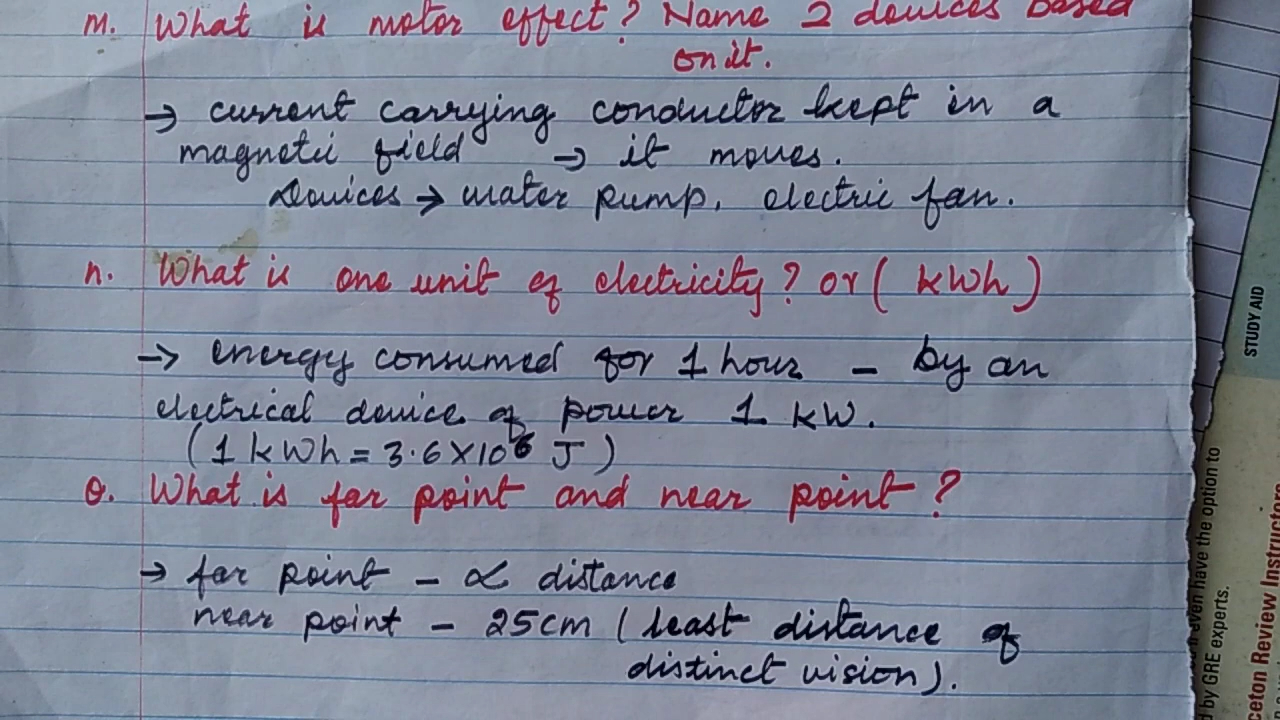 m. What is motor effect? Name 2 devices based
on it.
→ current carrying conductor kept in a
magnetic field → it moves.
Devices → water pump, electric fan.
n. What is one unit of electricity? or ( kWh )
→ energy consumed for 1 hour – by an
electrical device of power 1 kW.
( 1 kWh = 3.6 X 10⁶ J )
o. What is far point and near point ?
→ far point – ∝ distance
near point – 25cm ( least distance of
distinct vision ).
STUDY AID
even have the option to
by GRE experts.
ceton Review Instructors